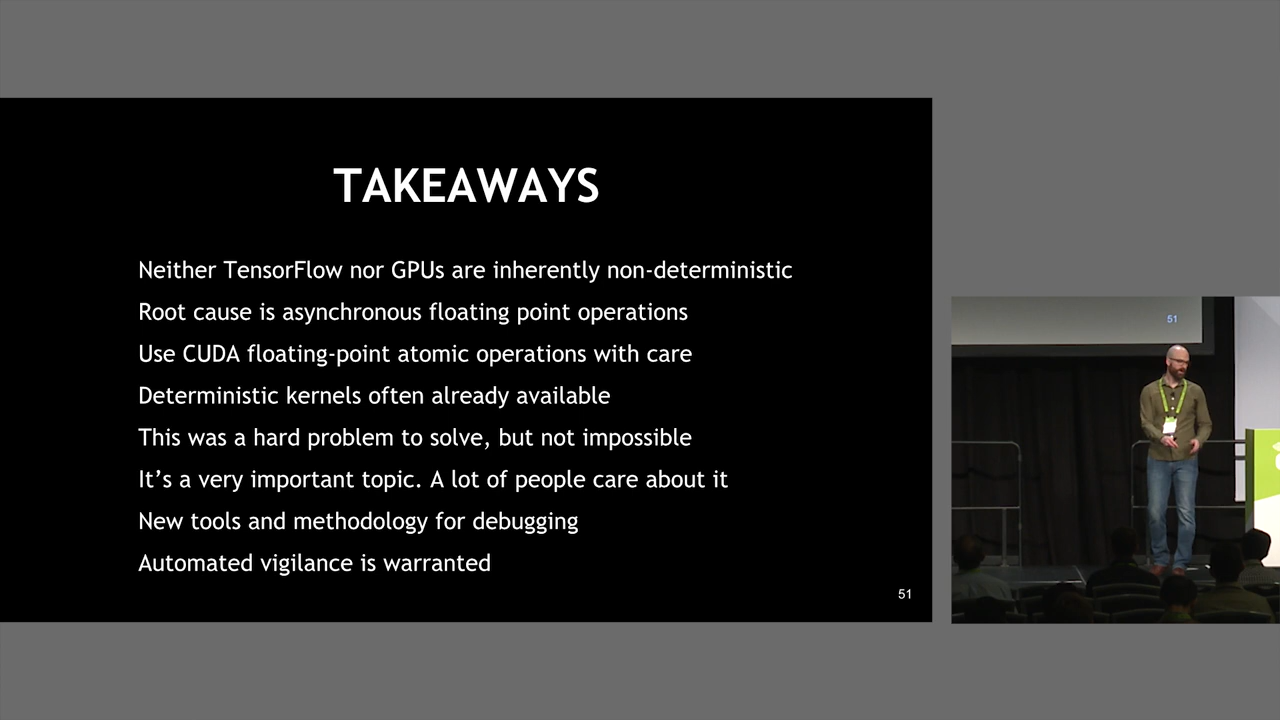 TAKEAWAYS
Neither TensorFlow nor GPUs are inherently non-deterministic
Root cause is asynchronous floating point operations
Use CUDA floating-point atomic operations with care
Deterministic kernels often already available
This was a hard problem to solve, but not impossible
It’s a very important topic. A lot of people care about it
New tools and methodology for debugging
Automated vigilance is warranted
51
51